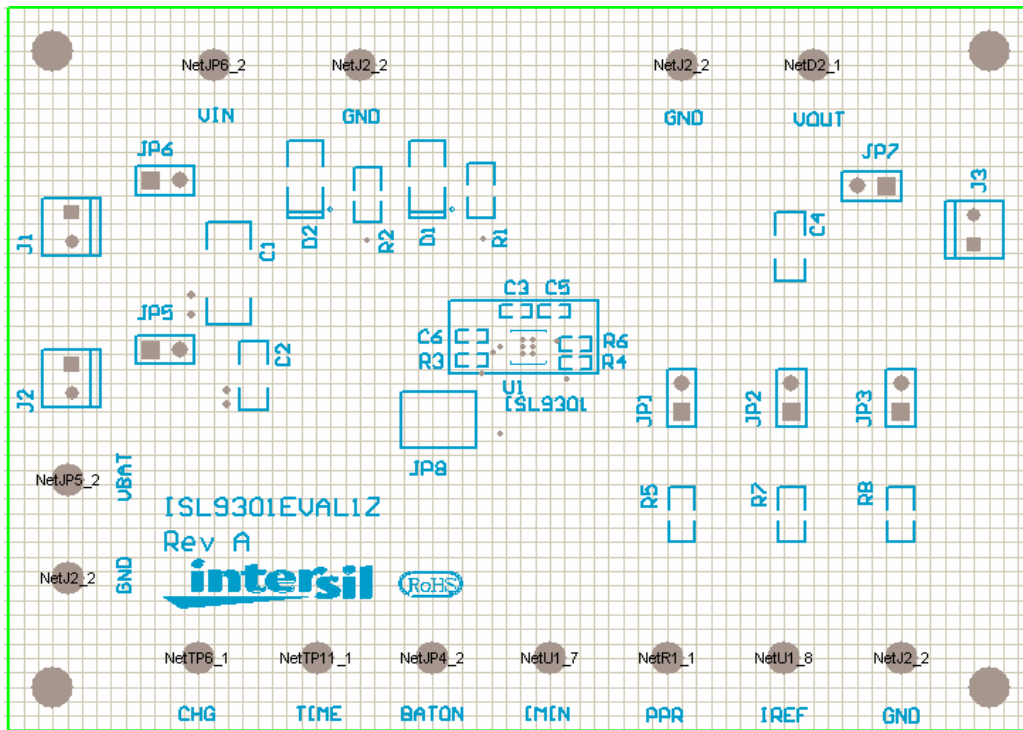 NetJP6_2 NetJ2_2 NetJ2_2 NetD2_1
VIN GND GND VOUT
JP6 JP7
J1 C1 D2 R2 D1 R1 C4 J3
C3 C5
JP5 C6 R6
C2 R3 R4
U1
ISL9301
J2 JP1 JP2 JP3
JP8
NetJP5_2 VBAT
ISL9301EVAL1Z R5 R7 R8
Rev A
NetJ2_2 GND intersil RoHS
NetTP6_1 NetTP11_1 NetJP4_2 NetU1_7 NetR1_1 NetU1_8 NetJ2_2
CHG TIME BATON IMIN PPR IREF GND